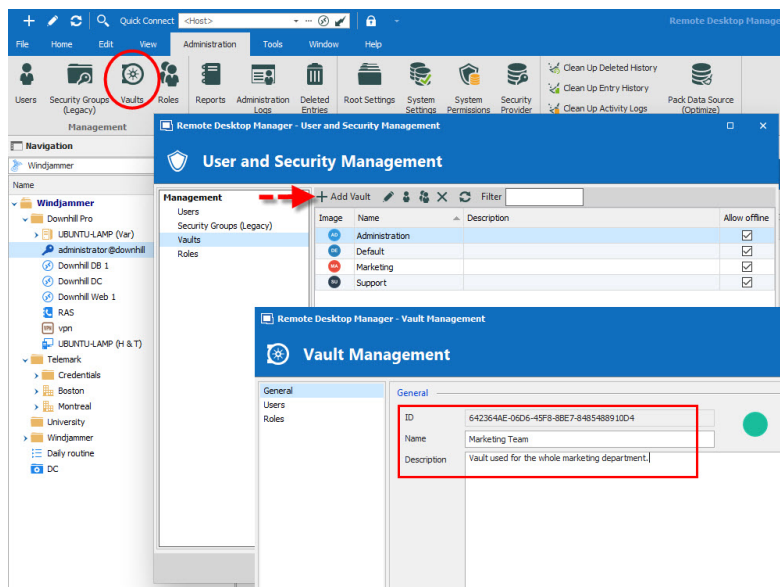 Quick Connect <Host>
Remote Desktop Manag
File Home Edit View Administration Tools Window Help
Users
Security Groups
(Legacy)
Vaults
Roles
Reports
Administration
Logs
Deleted
Entries
Root Settings
System
Settings
System
Permissions
Security
Provider
Clean Up Deleted History
Clean Up Entry History
Clean Up Activity Logs
Pack Data Source
(Optimize)
Management
Navigation
Windjammer
Name
Windjammer
Downhill Pro
UBUNTU-LAMP (Var)
administrator@downhill
Downhill DB 1
Downhill DC
Downhill Web 1
RAS
vpn
UBUNTU-LAMP (H & T)
Telemark
Credentials
Boston
Montreal
University
Windjammer
Daily routine
DC
Remote Desktop Manager - User and Security Management
User and Security Management
Management
Users
Security Groups (Legacy)
Vaults
Roles
Add Vault Filter
Image Name Description Allow offline
AD Administration
DE Default
MA Marketing
SU Support
Remote Desktop Manager - Vault Management
Vault Management
General
Users
Roles
General
ID 642364AE-06D6-45F8-8BE7-8485488910D4
Name Marketing Team
Description Vault used for the whole marketing department.